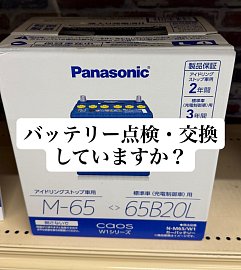 Panasonic
製品保証
アイドリング
ストップ車用
2年間
標準車
(充電制御車)用
3年間
バッテリー点検・交換
していますか？
アイドリングストップ車用
標準車(充電制御車)用
M-65 <> 65B20L
caos
W1シリーズ
N-M65/W1